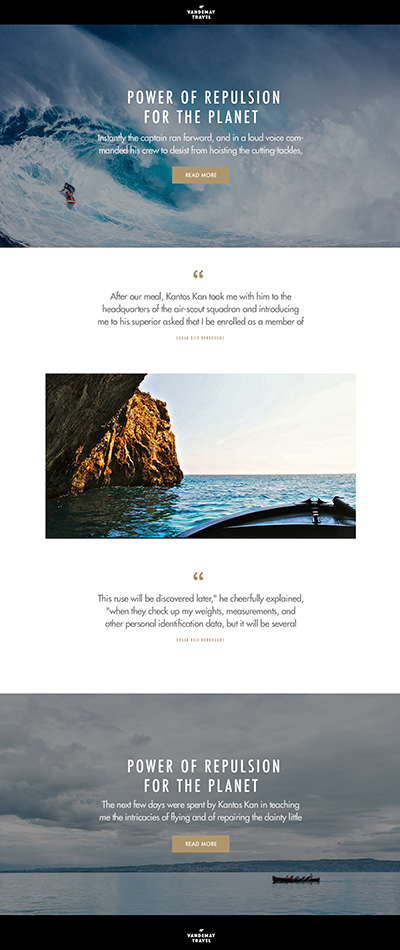 VANDEMAY
TRAVEL
POWER OF REPULSION
FOR THE PLANET
Instantly the captain ran forward, and in a loud voice com-
manded his crew to desist from hoisting the cutting-tackles,
READ MORE
“
After our meal, Kantos Kan took me with him to the
headquarters of the air-scout squadron and introducing
me to his superior asked that I be enrolled as a member of
EDGAR RICE BURROUGHS
“
This ruse will be discovered later," he cheerfully explained,
"when they check up my weights, measurements, and
other personal identification data, but it will be several
EDGAR RICE BURROUGHS
POWER OF REPULSION
FOR THE PLANET
The next few days were spent by Kantos Kan in teaching
me the intricacies of flying and of repairing the dainty little
READ MORE
VANDEMAY
TRAVEL